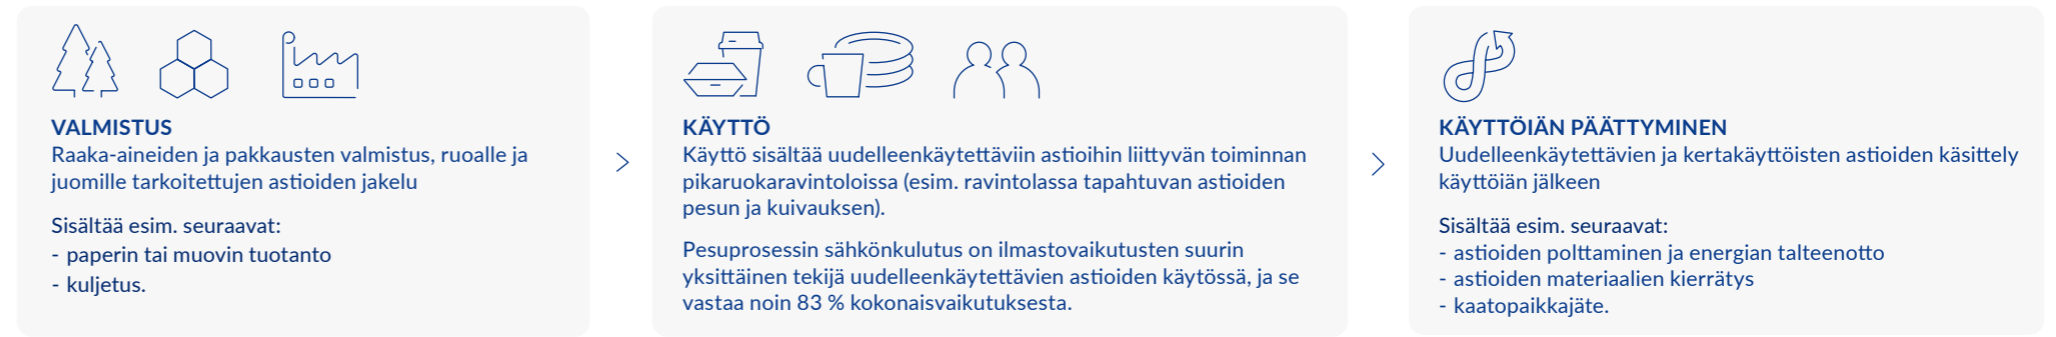 VALMISTUS
Raaka-aineiden ja pakkausten valmistus, ruoalle ja
juomille tarkoitettujen astioiden jakelu
Sisältää esim. seuraavat:
- paperin tai muovin tuotanto
- kuljetus.
>
KÄYTTÖ
Käyttö sisältää uudelleenkäytettäviin astioihin liittyvän toiminnan
pikaruokaravintoloissa (esim. ravintolassa tapahtuvan astioiden
pesun ja kuivauksen).
Pesuprosessin sähkönkulutus on ilmastovaikutusten suurin
yksittäinen tekijä uudelleenkäytettävien astioiden käytössä, ja se
vastaa noin 83 % kokonaisvaikutuksesta.
>
KÄYTTÖIÄN PÄÄTTYMINEN
Uudelleenkäytettävien ja kertakäyttöisten astioiden käsittely
käyttöiän jälkeen
Sisältää esim. seuraavat:
- astioiden polttaminen ja energian talteenotto
- astioiden materiaalien kierrätys
- kaatopaikkajäte.